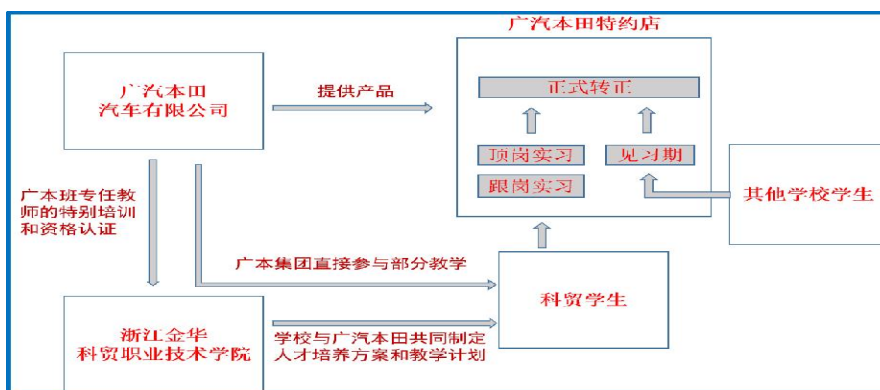 广汽本田特约店
广汽本田
汽车有限公司
提供产品
正式转正
顶岗实习
见习期
跟岗实习
其他学校学生
广本班专任教
师的特别培训
和资格认证
广本集团直接参与部分教学
科贸学生
浙江金华
科贸职业技术学院
学校与广汽本田共同制定
人才培养方案和教学计划